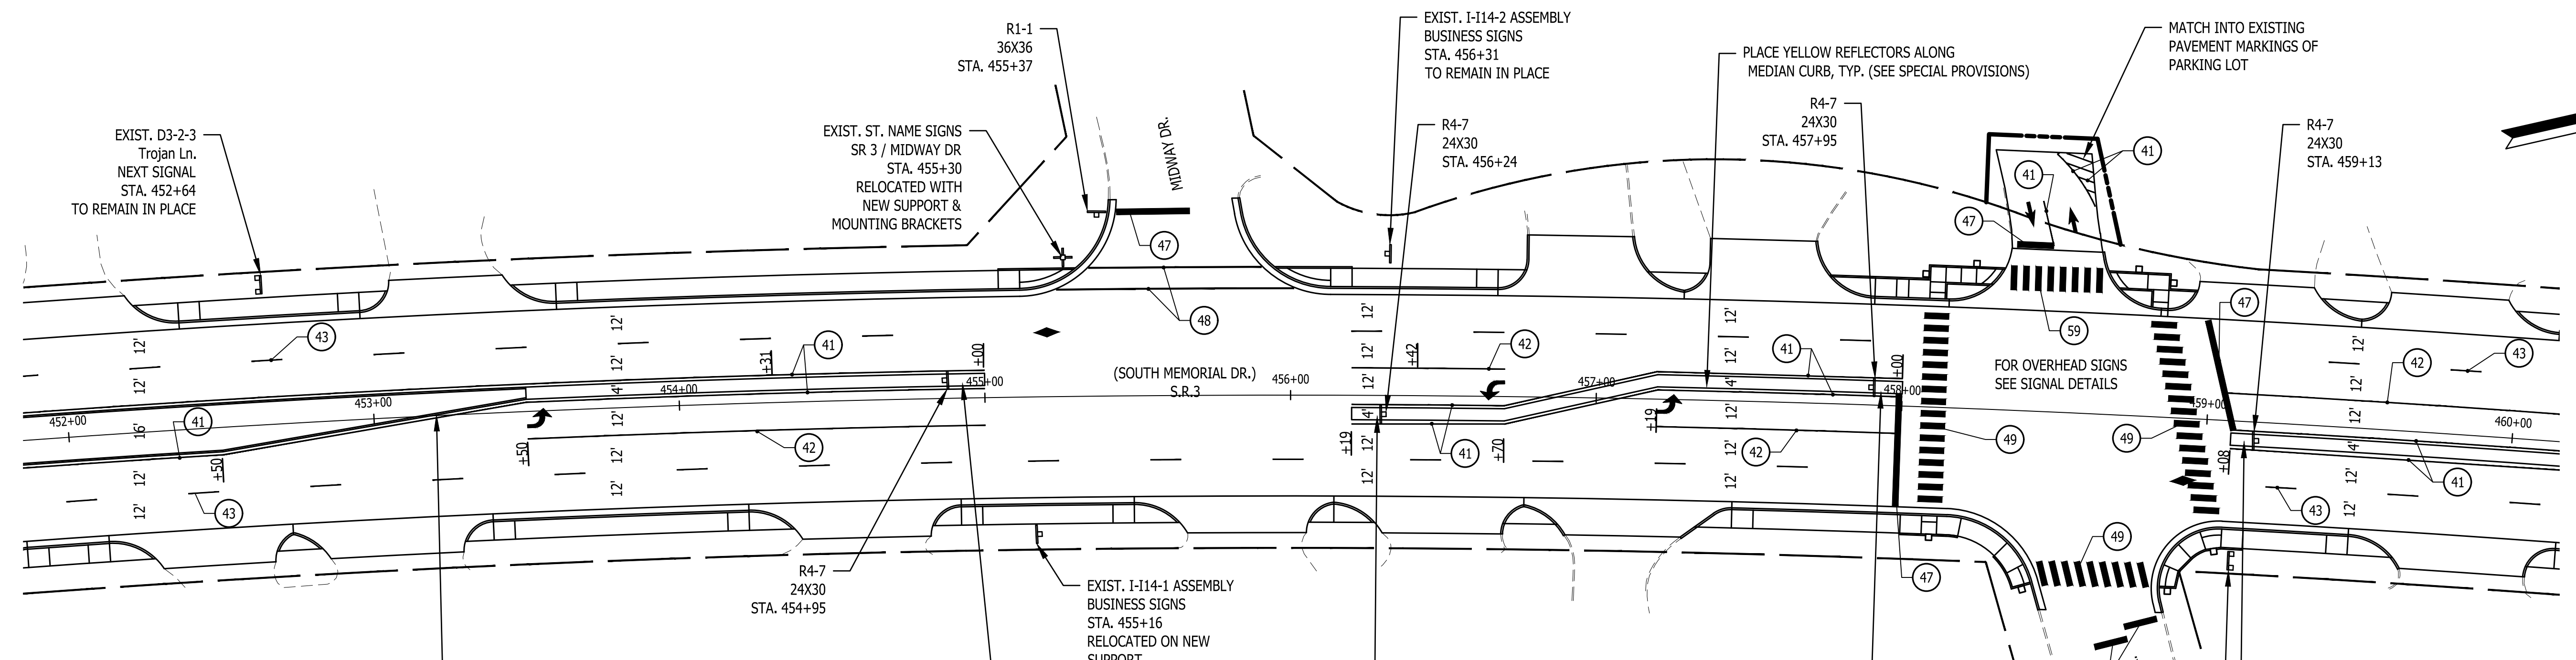 R1-1
36X36
STA. 455+37
EXIST. I-I14-2 ASSEMBLY
BUSINESS SIGNS
STA. 456+31
TO REMAIN IN PLACE
PLACE YELLOW REFLECTORS ALONG
MEDIAN CURB, TYP. (SEE SPECIAL PROVISIONS)
MATCH INTO EXISTING
PAVEMENT MARKINGS OF
PARKING LOT
EXIST. D3-2-3
Trojan Ln.
NEXT SIGNAL
STA. 452+64
TO REMAIN IN PLACE
EXIST. ST. NAME SIGNS
SR 3 / MIDWAY DR
STA. 455+30
RELOCATED WITH
NEW SUPPORT &
MOUNTING BRACKETS
MIDWAY DR.
R4-7
24X30
STA. 456+24
R4-7
24X30
STA. 457+95
R4-7
24X30
STA. 459+13
41
41
47
47
48
59
47
43
41
42
41
42
43
12'
12'
16'
12'
12'
12'
12'
4'
12'
12'
12'
12'
12'
12'
4'
12'
12'
12'
12'
4'
12'
12'
12'
12'
12'
12'
4'
12'
12'
+31
+00
+42
+00
(SOUTH MEMORIAL DR.)
S.R.3
FOR OVERHEAD SIGNS
SEE SIGNAL DETAILS
452+00
453+00
454+00
455+00
456+00
457+00
458+00
459+00
460+00
41
+50
+50
42
+19
41
+70
+19
42
49
49
+08
41
43
43
49
47
R4-7
24X30
STA. 454+95
EXIST. I-I14-1 ASSEMBLY
BUSINESS SIGNS
STA. 455+16
RELOCATED ON NEW
SUPPORT